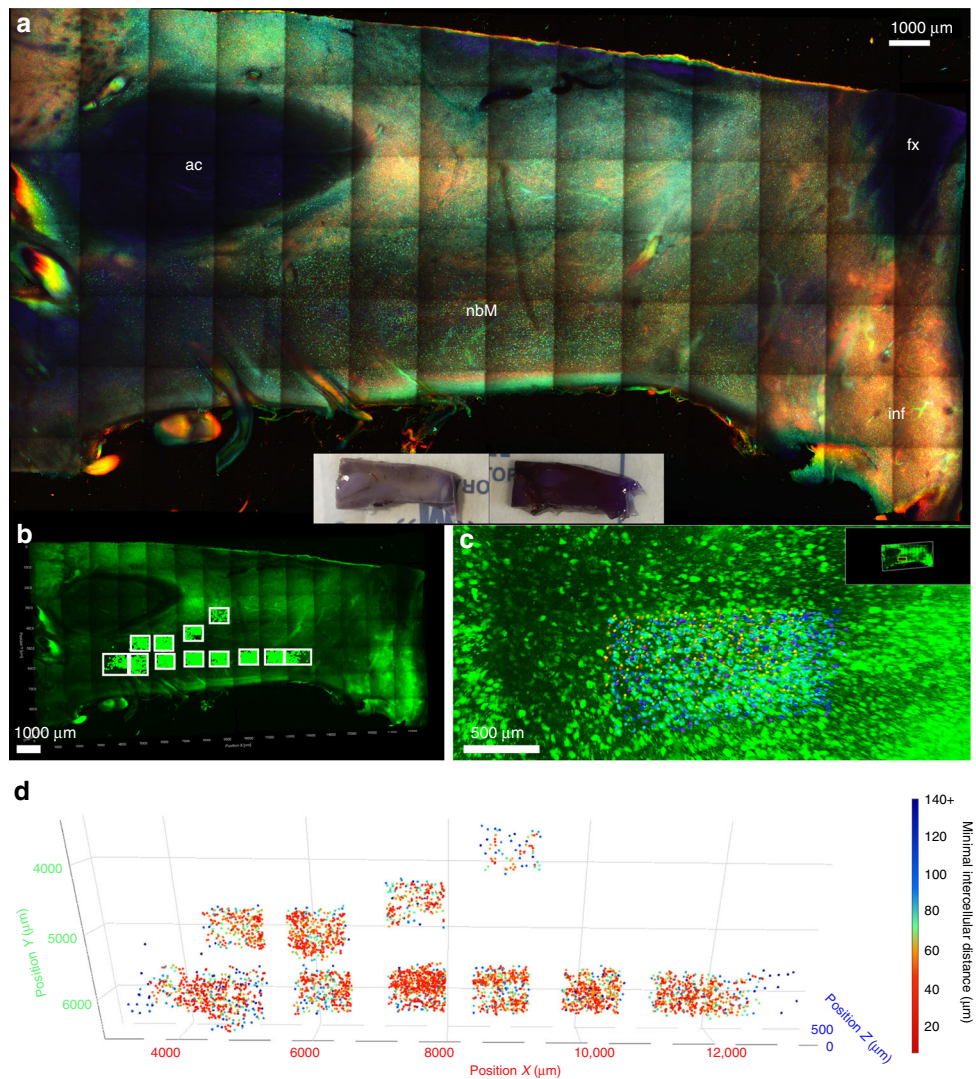 a
1000 μm
ac
fx
nbM
inf
b
1000 μm
c
500 μm
d
4000
5000
6000
Position Y (μm)
4000
6000
8000
10,000
12,000
Position X (μm)
500
0
Position Z (μm)
140+
120
100
80
60
40
20
Minimal intercellular distance (μm)